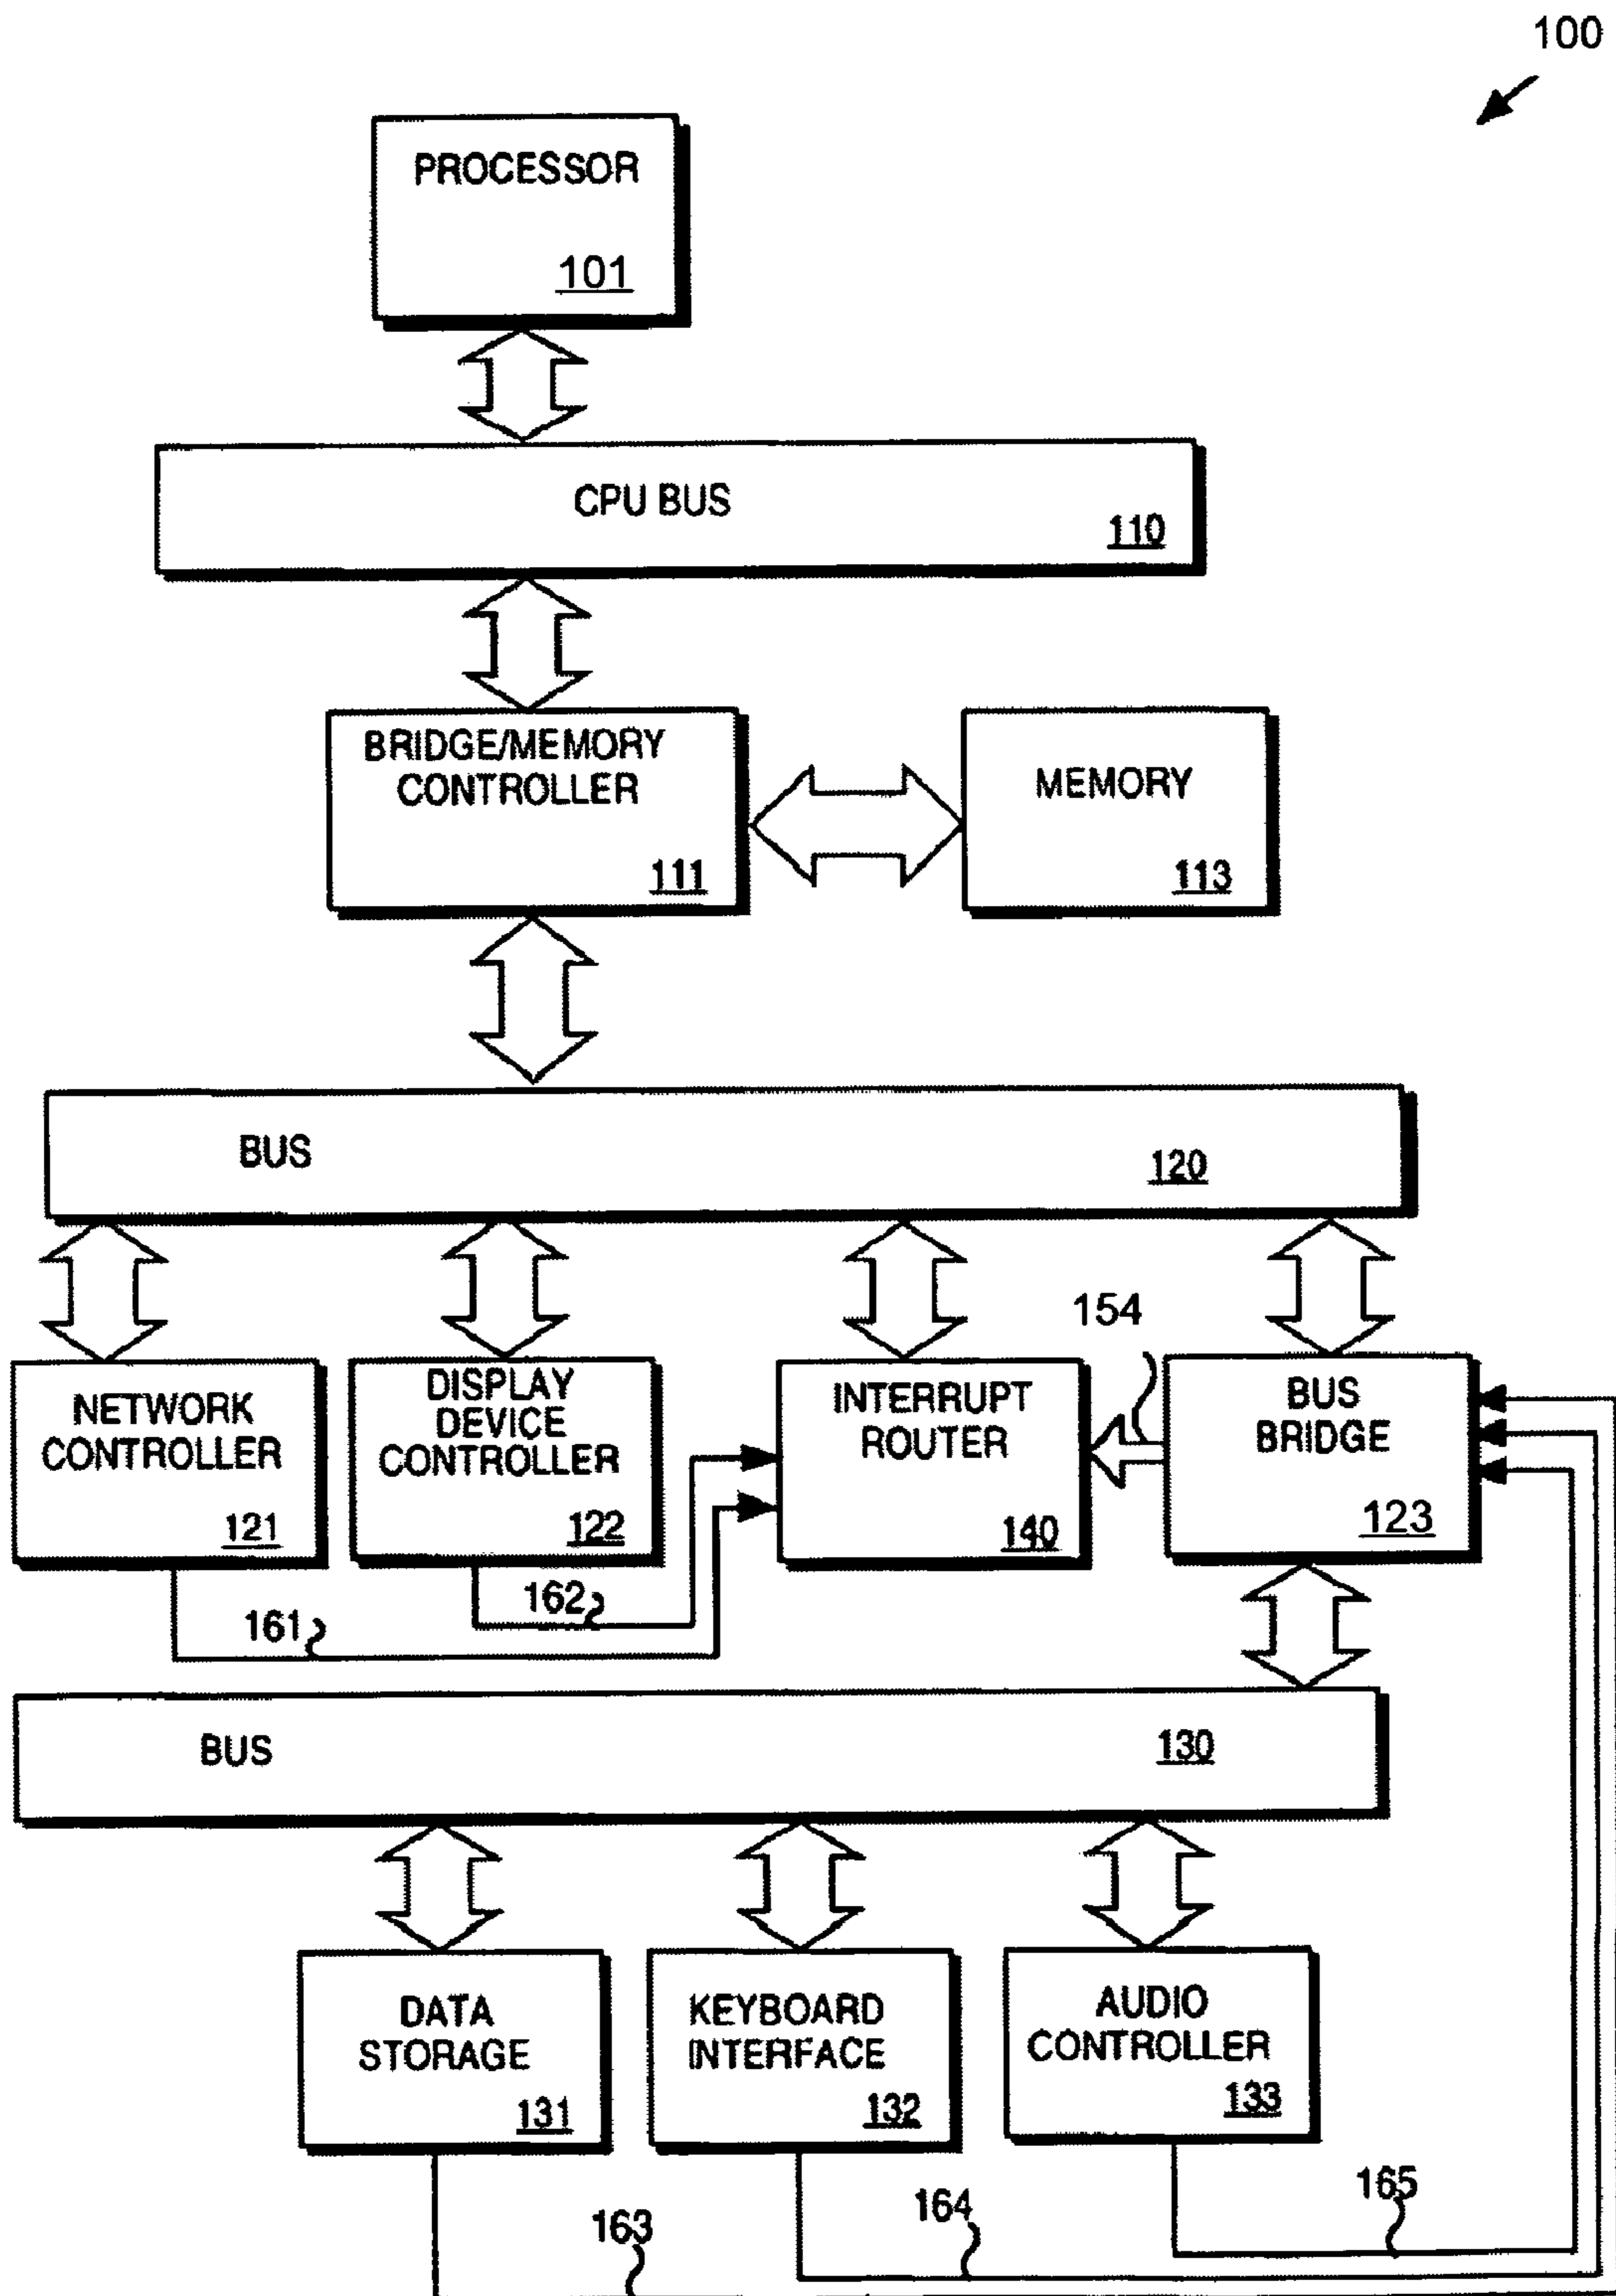 100
PROCESSOR
101
CPU BUS
110
BRIDGE/MEMORY
CONTROLLER
111
MEMORY
113
BUS
120
154
NETWORK
CONTROLLER
121
DISPLAY
DEVICE
CONTROLLER
122
INTERRUPT
ROUTER
140
BUS
BRIDGE
123
162
161
BUS
130
DATA
STORAGE
131
KEYBOARD
INTERFACE
132
AUDIO
CONTROLLER
133
163
164
165